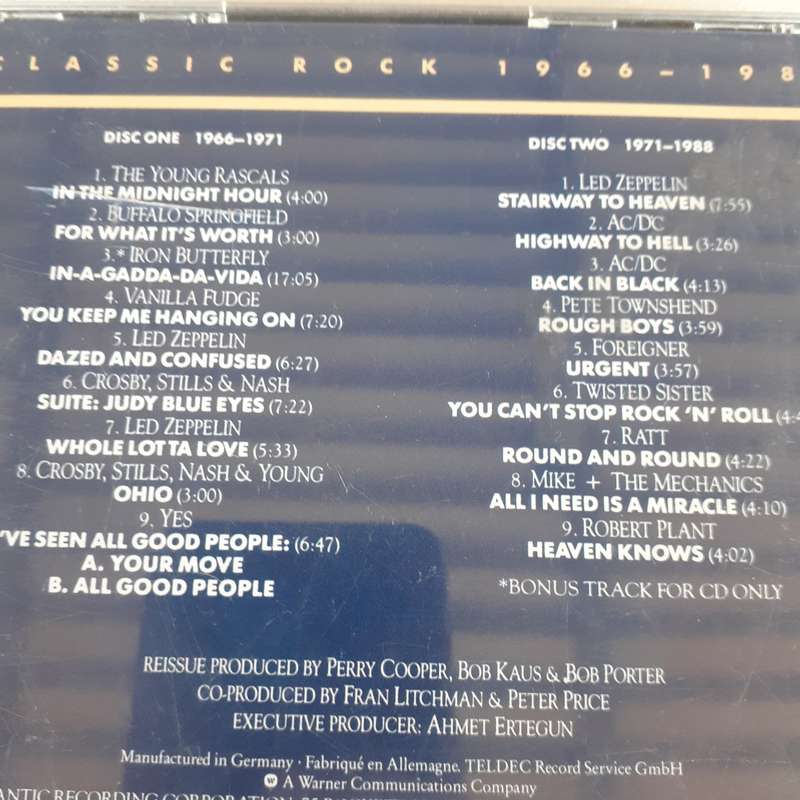 CLASSIC ROCK 1966–198
DISC ONE 1966–1971
1. THE YOUNG RASCALS
IN THE MIDNIGHT HOUR (4:00)
2. BUFFALO SPRINGFIELD
FOR WHAT IT'S WORTH (3:00)
3.* IRON BUTTERFLY
IN-A-GADDA-DA-VIDA (17:05)
4. VANILLA FUDGE
YOU KEEP ME HANGING ON (7:20)
5. LED ZEPPELIN
DAZED AND CONFUSED (6:27)
6. CROSBY, STILLS & NASH
SUITE: JUDY BLUE EYES (7:22)
7. LED ZEPPELIN
WHOLE LOTTA LOVE (5:33)
8. CROSBY, STILLS, NASH & YOUNG
OHIO (3:00)
9. YES
'VE SEEN ALL GOOD PEOPLE: (6:47)
A. YOUR MOVE
B. ALL GOOD PEOPLE
DISC TWO 1971–1988
1. LED ZEPPELIN
STAIRWAY TO HEAVEN (7:55)
2. AC/DC
HIGHWAY TO HELL (3:26)
3. AC/DC
BACK IN BLACK (4:13)
4. PETE TOWNSHEND
ROUGH BOYS (3:59)
5. FOREIGNER
URGENT (3:57)
6. TWISTED SISTER
YOU CAN'T STOP ROCK 'N' ROLL (4:4
7. RATT
ROUND AND ROUND (4:22)
8. MIKE + THE MECHANICS
ALL I NEED IS A MIRACLE (4:10)
9. ROBERT PLANT
HEAVEN KNOWS (4:02)
*BONUS TRACK FOR CD ONLY
REISSUE PRODUCED BY PERRY COOPER, BOB KAUS & BOB PORTER
CO-PRODUCED BY FRAN LITCHMAN & PETER PRICE
EXECUTIVE PRODUCER: AHMET ERTEGUN
Manufactured in Germany · Fabriqué en Allemagne. TELDEC Record Service GmbH
A Warner Communications Company
ANTIC RECORDING CORPORATION, 75